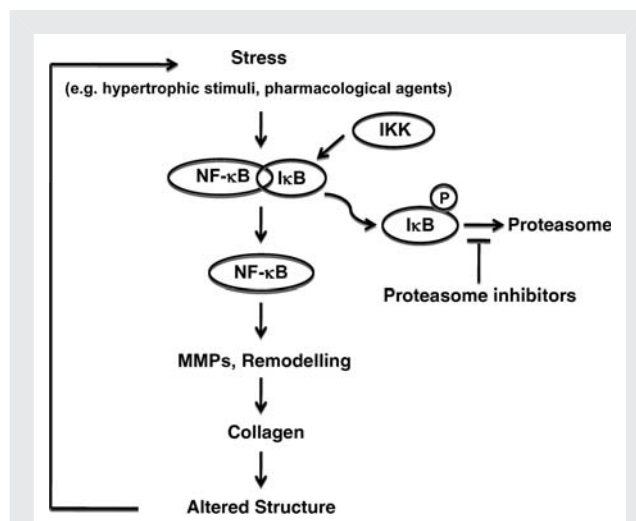 Stress
(e.g. hypertrophic stimuli, pharmacological agents)
IKK
NF-κB IκB
P
IκB Proteasome
NF-κB
Proteasome inhibitors
MMPs, Remodelling
Collagen
Altered Structure